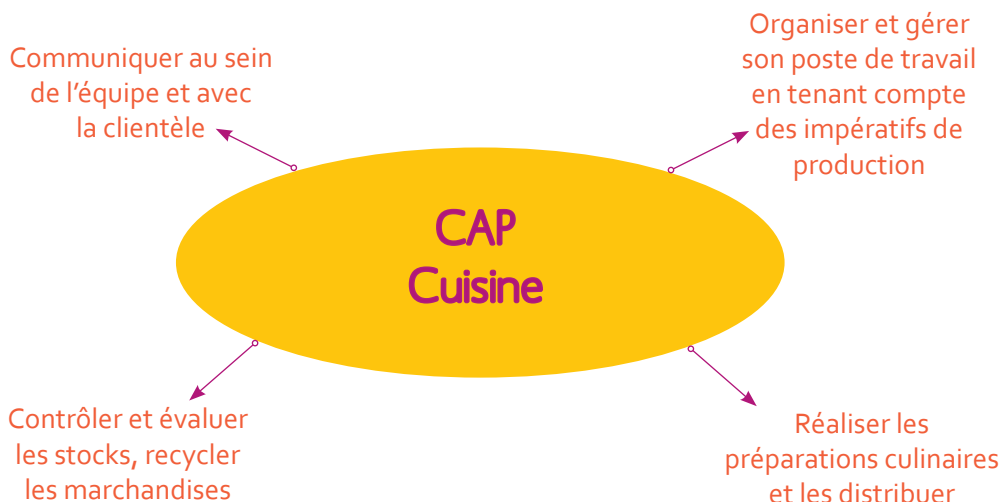 Communiquer au sein
de l’équipe et avec
la clientèle
Organiser et gérer
son poste de travail
en tenant compte
des impératifs de
production
CAP
Cuisine
Contrôler et évaluer
les stocks, recycler
les marchandises
Réaliser les
préparations culinaires
et les distribuer